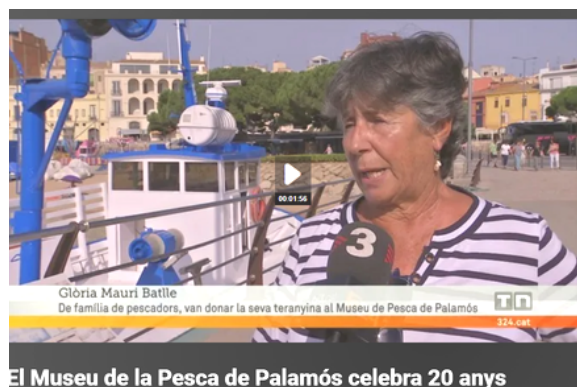 00:01:56
3
Glòria Mauri Batlle
De família de pescadors, van donar la seva teranyina al Museu de Pesca de Palamós
TN
324.cat
El Museu de la Pesca de Palamós celebra 20 anys